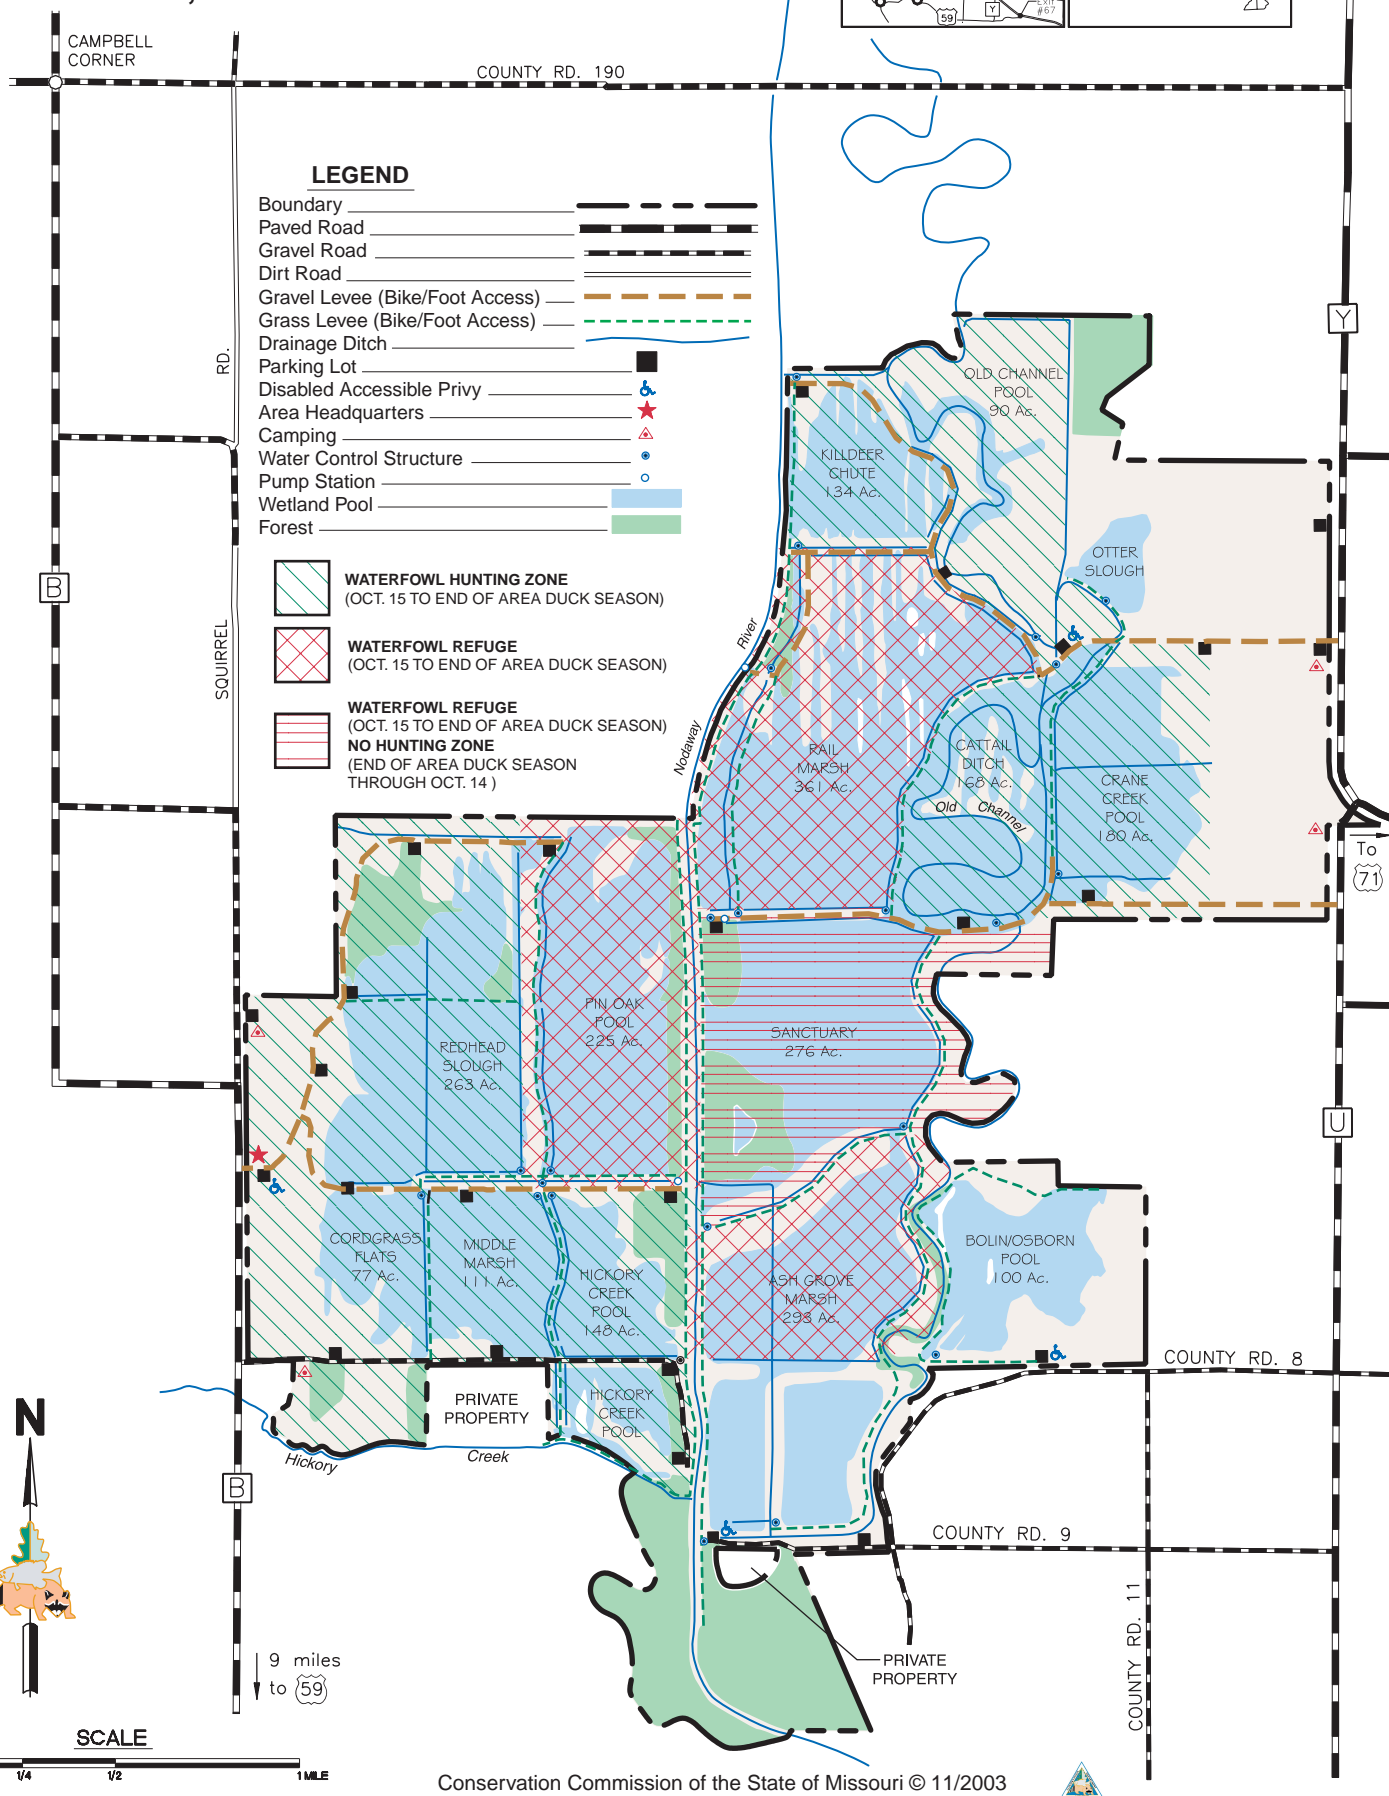 59
Y
Exit
#67
CAMPBELL
CORNER
COUNTY RD. 190
LEGEND
Boundary
Paved Road
Gravel Road
Dirt Road
Gravel Levee (Bike/Foot Access)
Grass Levee (Bike/Foot Access)
Drainage Ditch
Parking Lot
Disabled Accessible Privy
Area Headquarters
Camping
Water Control Structure
Pump Station
Wetland Pool
Forest
WATERFOWL HUNTING ZONE
(OCT. 15 TO END OF AREA DUCK SEASON)
WATERFOWL REFUGE
(OCT. 15 TO END OF AREA DUCK SEASON)
WATERFOWL REFUGE
(OCT. 15 TO END OF AREA DUCK SEASON)
NO HUNTING ZONE
(END OF AREA DUCK SEASON
THROUGH OCT. 14 )
SQUIRREL
RD.
B
Y
OLD CHANNEL
POOL
90 Ac.
KILLDEER
CHUTE
134 Ac.
OTTER
SLOUGH
Nodaway
River
RAIL
MARSH
361 Ac.
CATTAIL
DITCH
168 Ac.
Old Channel
CRANE
CREEK
POOL
180 Ac.
To
71
PIN OAK
POOL
225 Ac.
REDHEAD
SLOUGH
263 Ac.
SANCTUARY
276 Ac.
U
CORDGRASS
FLATS
77 Ac.
MIDDLE
MARSH
111 Ac.
HICKORY
CREEK
POOL
148 Ac.
ASH GROVE
MARSH
293 Ac.
BOLIN/OSBORN
POOL
100 Ac.
COUNTY RD. 8
PRIVATE
PROPERTY
HICKORY
CREEK
POOL
Hickory
Creek
N
B
COUNTY RD. 9
COUNTY RD. 11
PRIVATE
PROPERTY
9 miles
to 59
SCALE
1/4 1/2 1 MILE
Conservation Commission of the State of Missouri © 11/2003